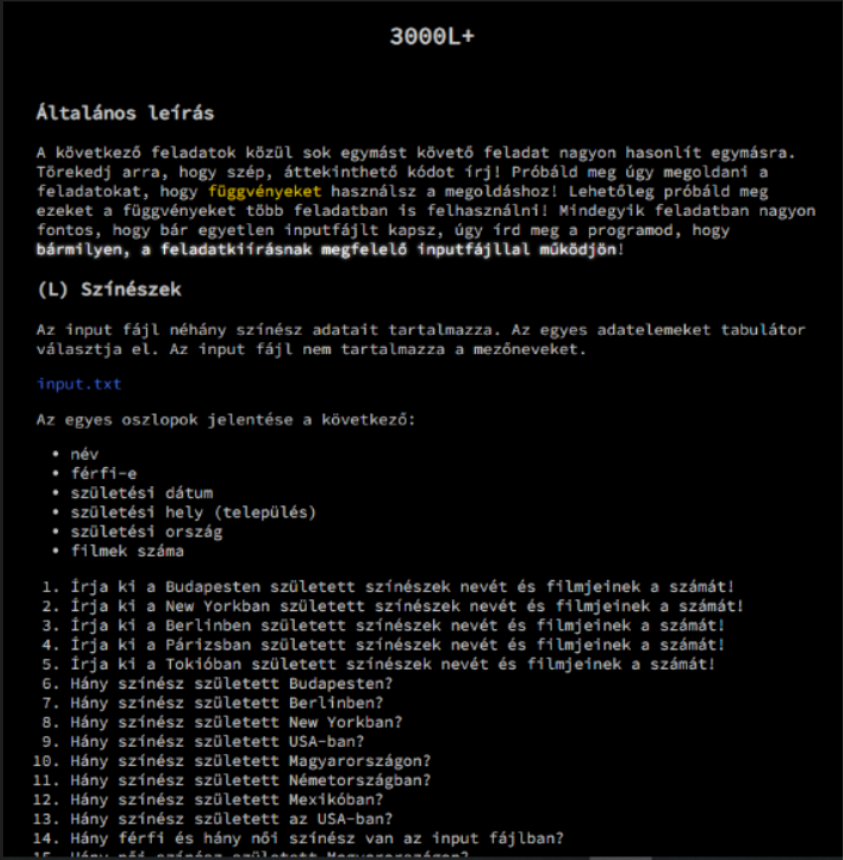 3000L+
Általános leírás
A következő feladatok közül sok egymást követő feladat nagyon hasonlít egymásra.
Törekedj arra, hogy szép, áttekinthető kódot írj! Próbáld meg úgy megoldani a
feladatokat, hogy függvényeket használsz a megoldáshoz! Lehetőleg próbáld meg
ezeket a függvényeket több feladatban is felhasználni! Mindegyik feladatban nagyon
fontos, hogy bár egyetlen inputfájlt kapsz, úgy írd meg a programod, hogy
bármilyen, a feladatkiírásnak megfelelő inputfájllal működjön!
(L) Színészek
Az input fájl néhány színész adatait tartalmazza. Az egyes adatelemeket tabulátor
választja el. Az input fájl nem tartalmazza a mezőneveket.
input.txt
Az egyes oszlopok jelentése a következő:
• név
• férfi-e
• születési dátum
• születési hely (település)
• születési ország
• filmek száma
1. Írja ki a Budapesten született színészek nevét és filmjeinek a számát!
2. Írja ki a New Yorkban született színészek nevét és filmjeinek a számát!
3. Írja ki a Berlinben született színészek nevét és filmjeinek a számát!
4. Írja ki a Párizsban született színészek nevét és filmjeinek a számát!
5. Írja ki a Tokióban született színészek nevét és filmjeinek a számát!
6. Hány színész született Budapesten?
7. Hány színész született Berlinben?
8. Hány színész született New Yorkban?
9. Hány színész született USA-ban?
10. Hány színész született Magyarországon?
11. Hány színész született Németországban?
12. Hány színész született Mexikóban?
13. Hány színész született az USA-ban?
14. Hány férfi és hány női színész van az input fájlban?
15. Hány női színész született Magyarországon?